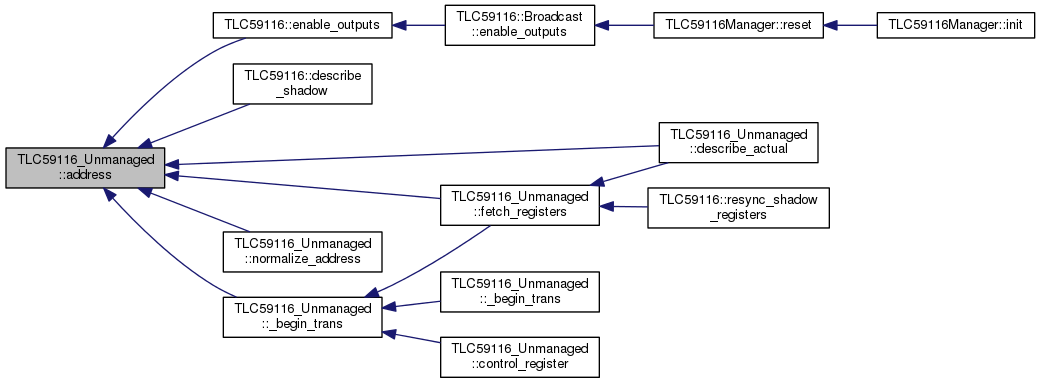 TLC59116::enable_outputs
TLC59116::Broadcast
::enable_outputs
TLC59116Manager::reset
TLC59116Manager::init
TLC59116::describe
_shadow
TLC59116_Unmanaged
::describe_actual
TLC59116_Unmanaged
::address
TLC59116_Unmanaged
::fetch_registers
TLC59116::resync_shadow
_registers
TLC59116_Unmanaged
::normalize_address
TLC59116_Unmanaged
::_begin_trans
TLC59116_Unmanaged
::_begin_trans
TLC59116_Unmanaged
::control_register